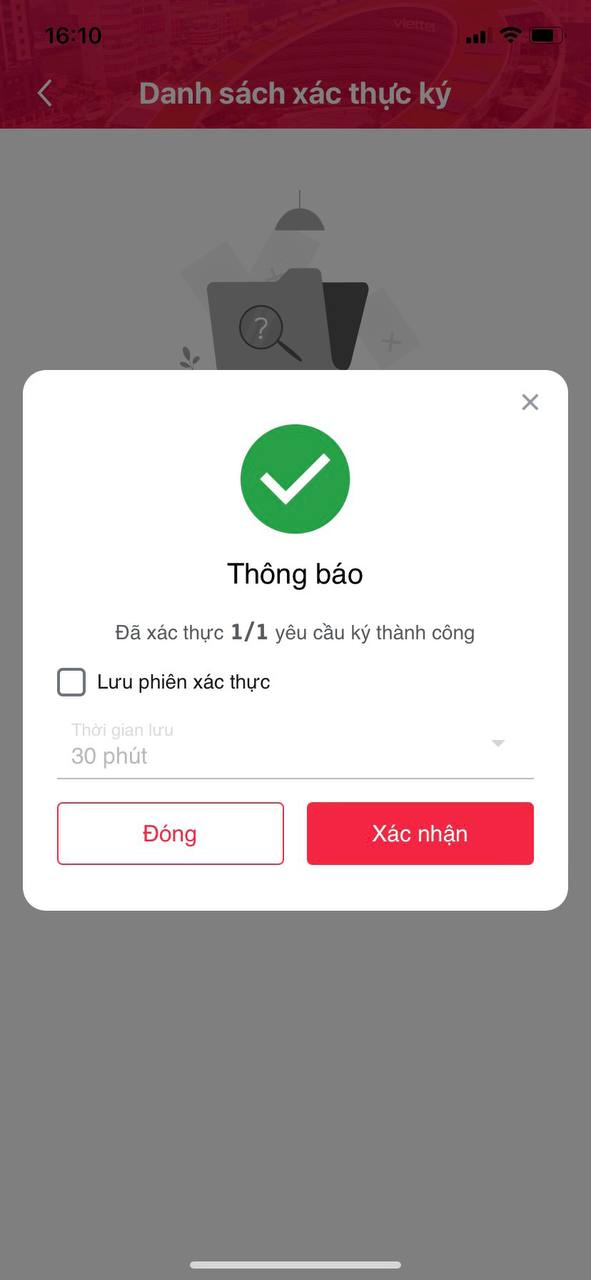 16:10
viettel
Danh sách xác thực ký
?
Thông báo
Đã xác thực 1/1 yêu cầu ký thành công
Lưu phiên xác thực
Thời gian lưu
30 phút
Đóng
Xác nhận